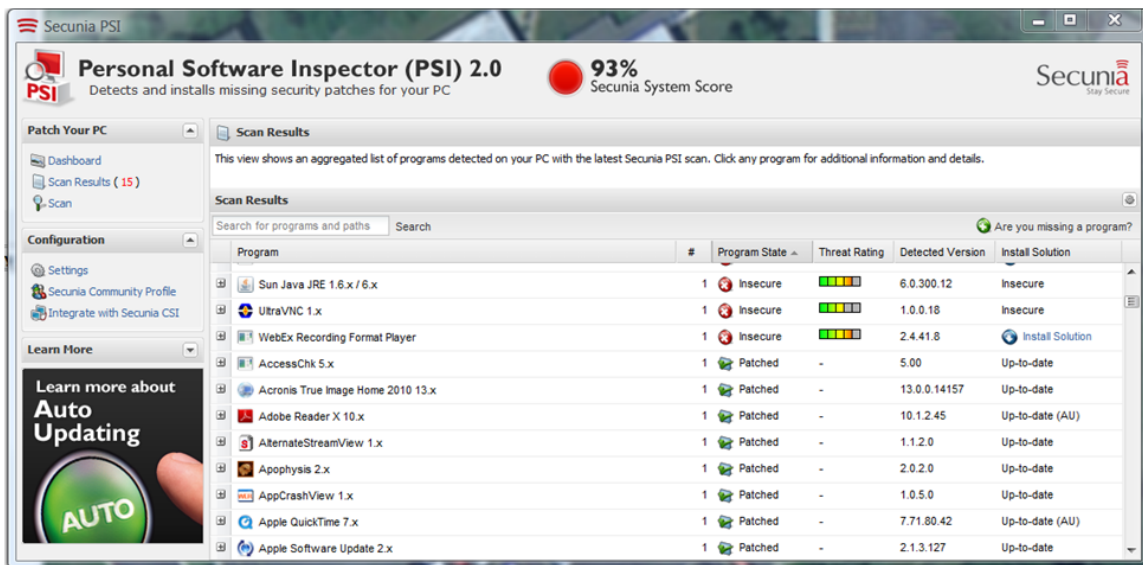 Secunia PSI
Personal Software Inspector (PSI) 2.0
Detects and installs missing security patches for your PC
PSI
93%
Secunia System Score
Secunia
Stay Secure
Patch Your PC
Dashboard
Scan Results ( 15 )
Scan
Configuration
Settings
Secunia Community Profile
Integrate with Secunia CSI
Learn More
Learn more about
Auto
Updating
AUTO
Scan Results
This view shows an aggregated list of programs detected on your PC with the latest Secunia PSI scan. Click any program for additional information and details.
Scan Results
Search for programs and paths Search Are you missing a program?
Program # Program State Threat Rating Detected Version Install Solution
Sun Java JRE 1.6.x / 6.x 1 Insecure 6.0.300.12 Insecure
UltraVNC 1.x 1 Insecure 1.0.0.18 Insecure
WebEx Recording Format Player 1 Insecure 2.4.41.8 Install Solution
AccessChk 5.x 1 Patched - 5.00 Up-to-date
Acronis True Image Home 2010 13.x 1 Patched - 13.0.0.14157 Up-to-date
Adobe Reader X 10.x 1 Patched - 10.1.2.45 Up-to-date (AU)
AlternateStreamView 1.x 1 Patched - 1.1.2.0 Up-to-date
Apophysis 2.x 1 Patched - 2.0.2.0 Up-to-date
AppCrashView 1.x 1 Patched - 1.0.5.0 Up-to-date
Apple QuickTime 7.x 1 Patched - 7.71.80.42 Up-to-date (AU)
Apple Software Update 2.x 1 Patched - 2.1.3.127 Up-to-date